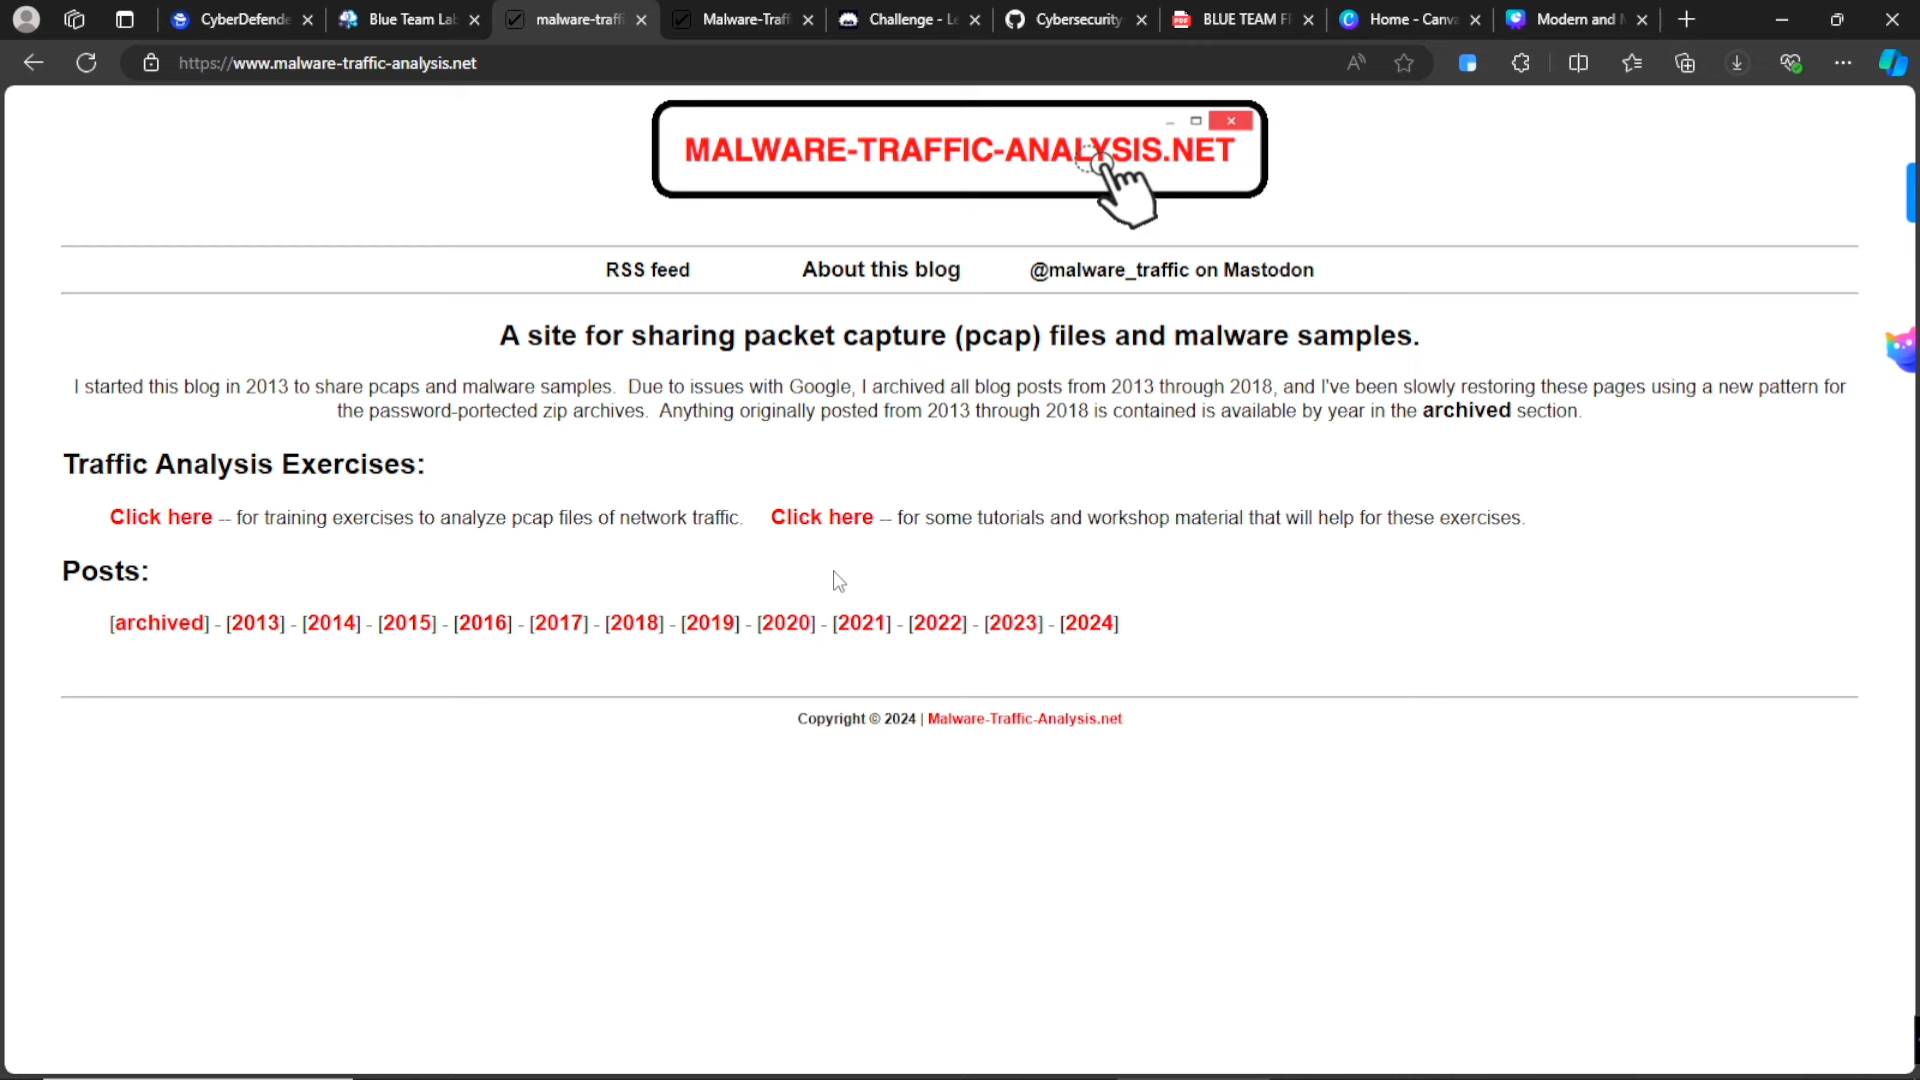 CyberDefende
Blue Team Lab
malware-traffi
Malware-Traff
Challenge - Le
Cybersecurity
BLUE TEAM F
Home - Canva
Modern and
https://www.malware-traffic-analysis.net
MALWARE-TRAFFIC-ANALYSIS.NET
RSS feed About this blog @malware_traffic on Mastodon
A site for sharing packet capture (pcap) files and malware samples.
I started this blog in 2013 to share pcaps and malware samples. Due to issues with Google, I archived all blog posts from 2013 through 2018, and I've been slowly restoring these pages using a new pattern for
the password-portected zip archives. Anything originally posted from 2013 through 2018 is contained is available by year in the archived section.
Traffic Analysis Exercises:
Click here -- for training exercises to analyze pcap files of network traffic. Click here -- for some tutorials and workshop material that will help for these exercises.
Posts:
[archived] - [2013] - [2014] - [2015] - [2016] - [2017] - [2018] - [2019] - [2020] - [2021] - [2022] - [2023] - [2024]
Copyright © 2024 | Malware-Traffic-Analysis.net